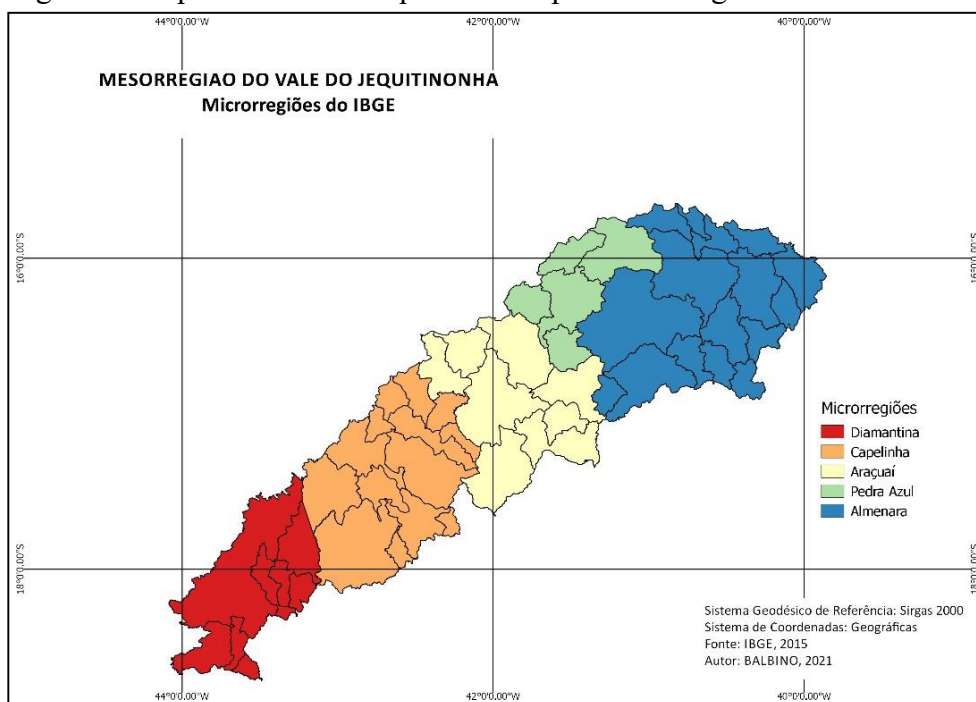 44°0'0.00"W
42°0'0.00"W
40°0'0.00"W
MESORREGIAO DO VALE DO JEQUITINONHA
Microrregiões do IBGE
16°0'0.00"S
16°0'0.00"S
Microrregiões
Diamantina
Capelinha
Araçuaí
Pedra Azul
Almenara
18°0'0.00"S
18°0'0.00"S
Sistema Geodésico de Referência: Sirgas 2000
Sistema de Coordenadas: Geográficas
Fonte: IBGE, 2015
Autor: BALBINO, 2021
44°0'0.00"W
42°0'0.00"W
40°0'0.00"W